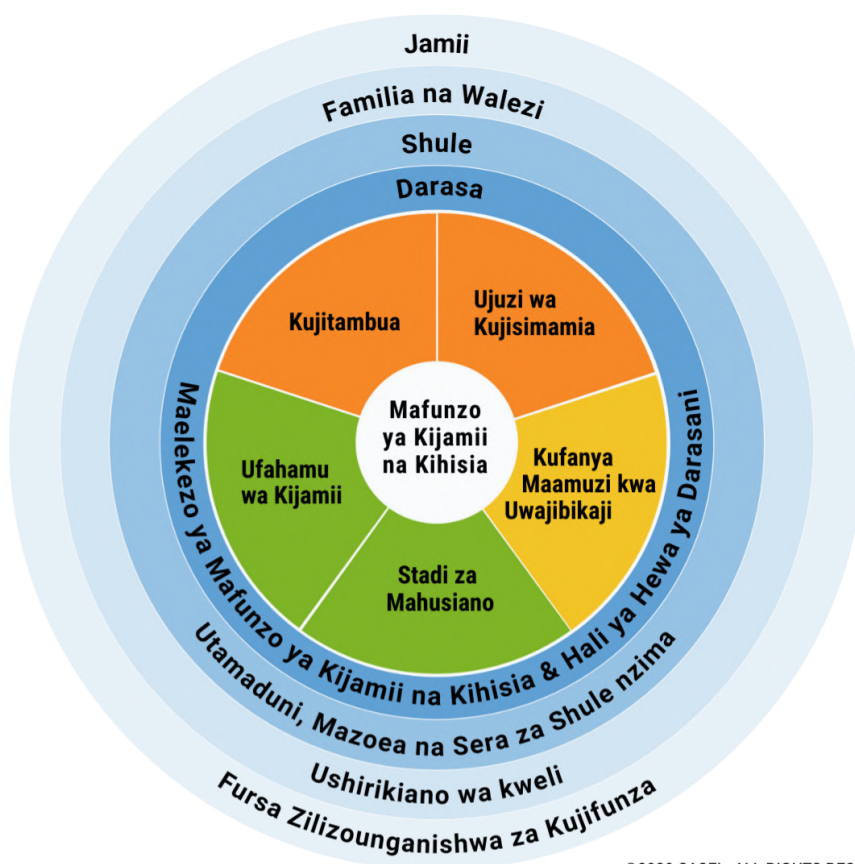 Jamii
Familia na Walezi
Shule
Darasa
Kujitambua
Ujuzi wa
Kujisimamia
Mafunzo
ya Kijamii
na Kihisia
Ufahamu
wa Kijamii
Kufanya
Maamuzi kwa
Uwajibikaji
Stadi za
Mahusiano
Maelekezo ya Mafunzo ya Kijamii na Kihisia & Hali ya Hewa ya Darasani
Utamaduni, Mazoea na Sera za Shule nzima
Ushirikiano wa kweli
Fursa Zilizounganishwa za Kujifunza